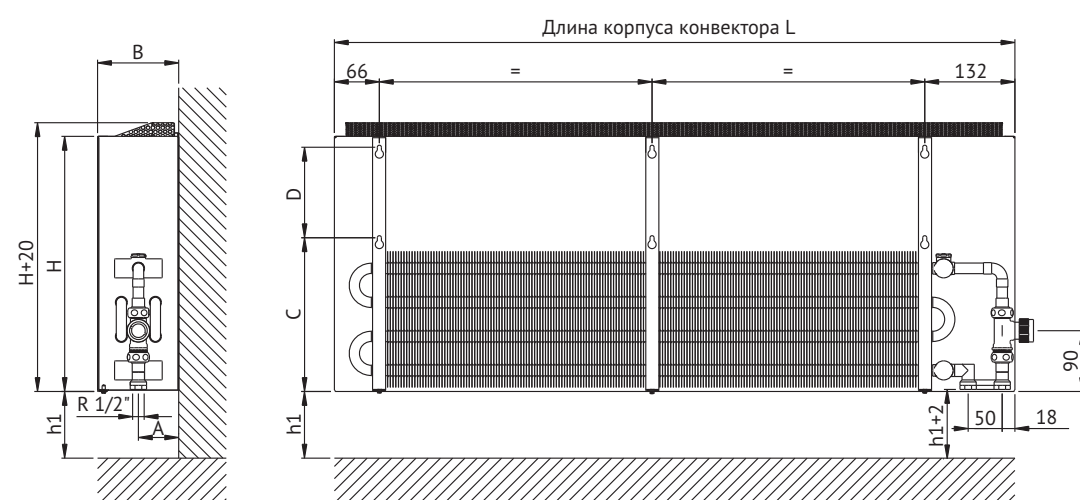 Длина корпуса конвектора L
B
66
=
=
132
H+20
H
D
C
90
R 1/2"
A
h1
h1
h1+2
50
18